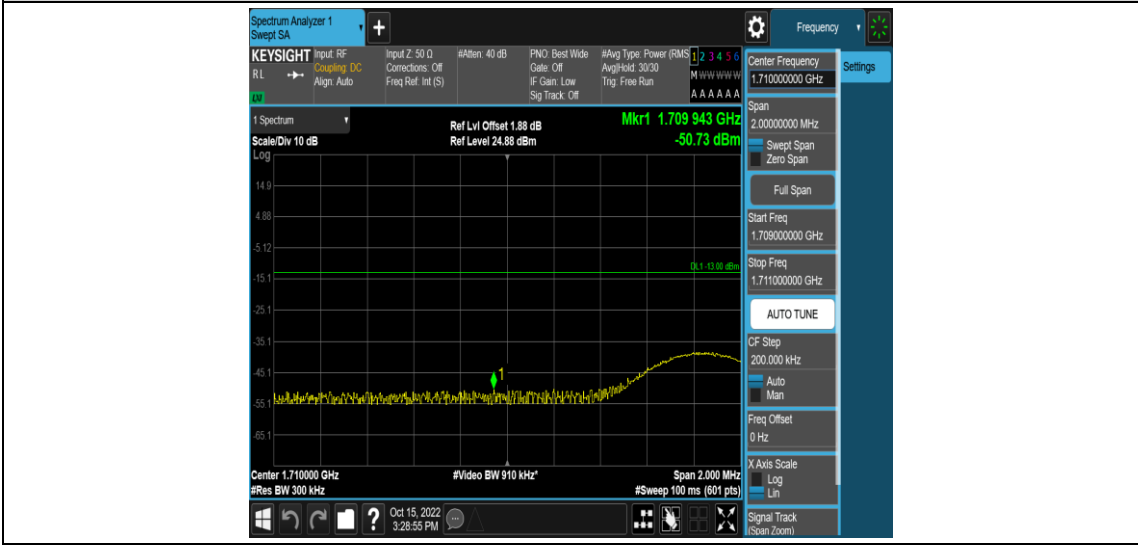 Spectrum Analyzer 1
Swept SA
+
Frequency
KEYSIGHT
RL
LM
Input: RF
Coupling: DC
Align: Auto
Input Z: 50 Ω
Corrections: Off
Freq Ref: Int (S)
#Atten: 40 dB
PNO: Best Wide
Gate: Off
IF Gain: Low
Sig Track: Off
#Avg Type: Power (RMS
Avg|Hold: 30/30
Trig: Free Run
1 2 3 4 5 6
M W W W W W
A A A A A A
1 Spectrum
Scale/Div 10 dB
Log
Ref Lvl Offset 1.88 dB
Ref Level 24.88 dBm
Mkr1 1.709 943 GHz
-50.73 dBm
14.9
4.88
-5.12
DL1 -13.00 dBm
-15.1
-25.1
-35.1
-45.1
1
-55.1
-65.1
Center 1.710000 GHz
#Video BW 910 kHz*
Span 2.000 MHz
#Res BW 300 kHz
#Sweep 100 ms (601 pts)
Center Frequency
1.710000000 GHz
Settings
Span
2.00000000 MHz
Swept Span
Zero Span
Full Span
Start Freq
1.709000000 GHz
Stop Freq
1.711000000 GHz
AUTO TUNE
CF Step
200.000 kHz
Auto
Man
Freq Offset
0 Hz
X Axis Scale
Log
Lin
Signal Track
(Span Zoom)
?
Oct 15, 2022
3:28:55 PM